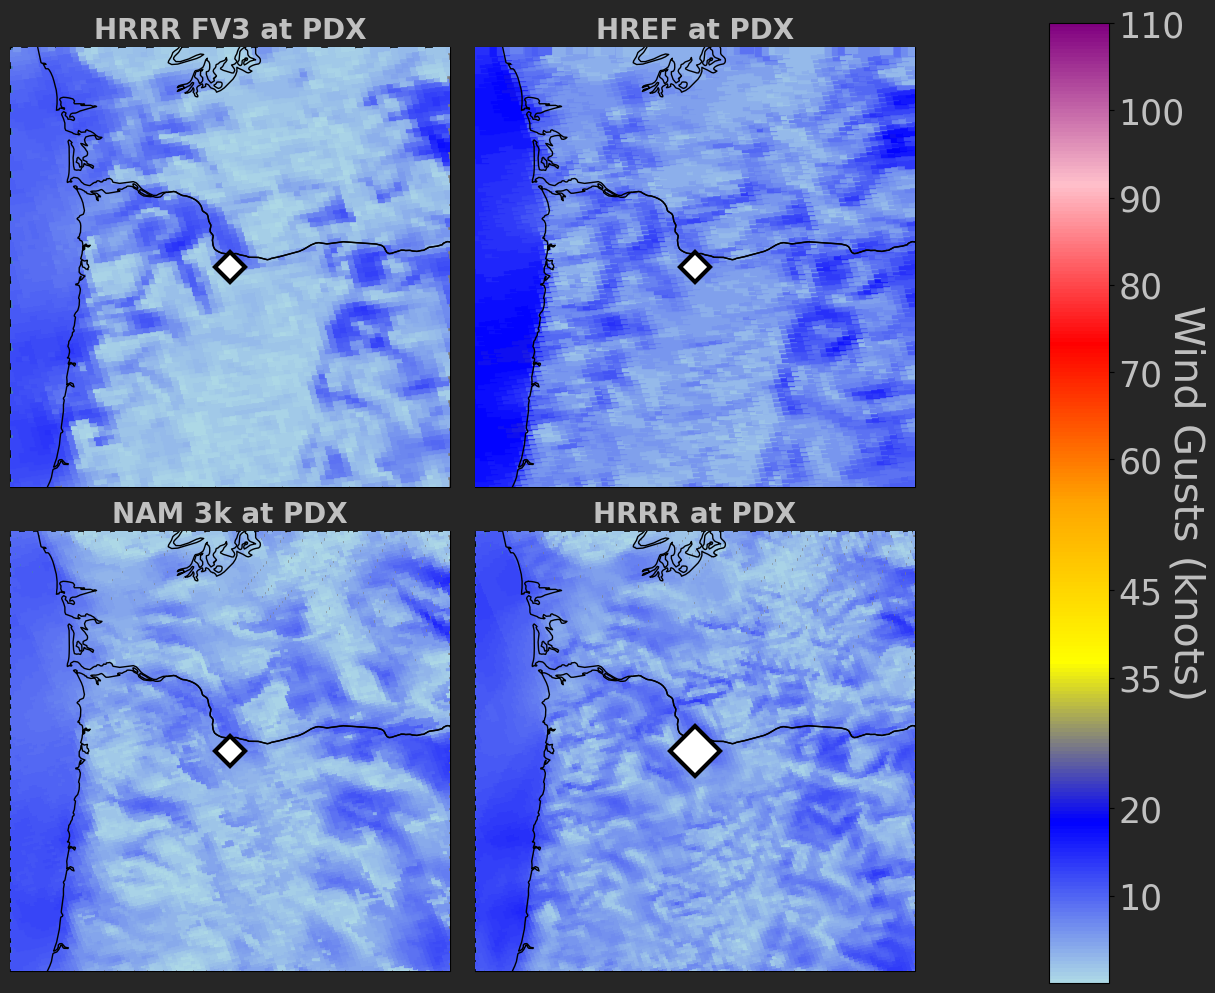 HRRR FV3 at PDX
HREF at PDX
NAM 3k at PDX
HRRR at PDX
110
100
90
80
70
60
45
35
20
10
Wind Gusts (knots)